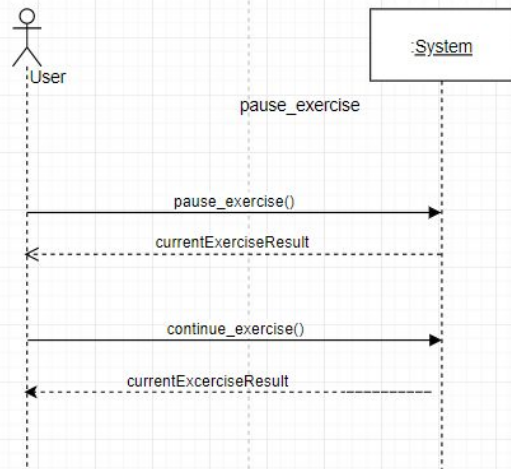 :System
User
pause_exercise
pause_exercise()
currentExerciseResult
continue_exercise()
currentExcerciseResult